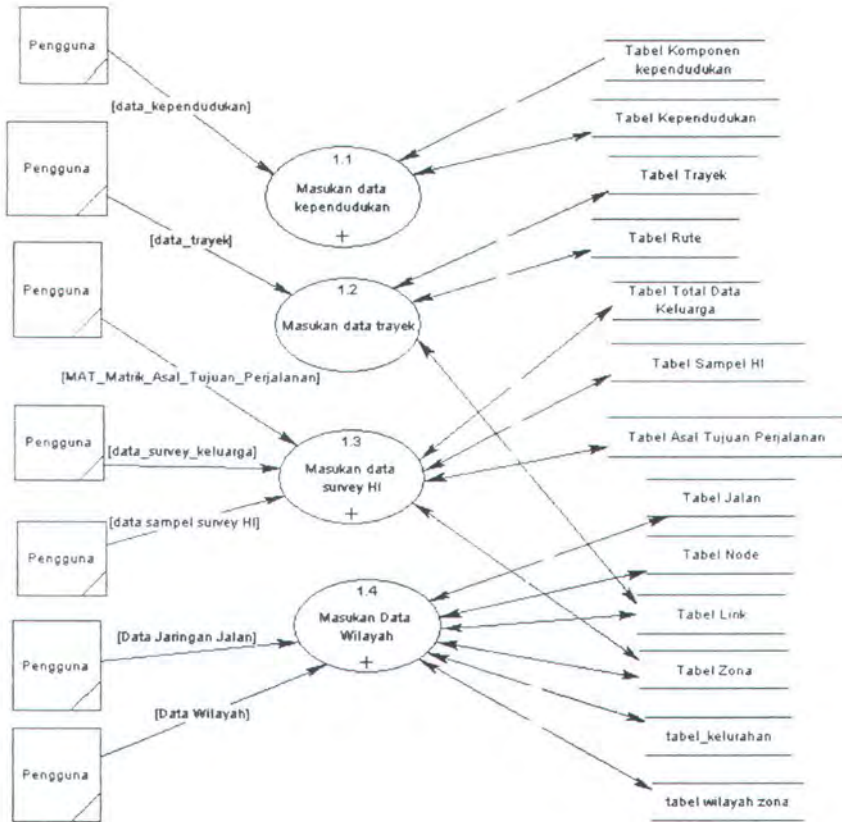 Pengguna
[data_kependudukan]
Pengguna
[data_trayek]
Pengguna
[MAT_Matrik_Asal_Tujuan_Perjalanan]
Pengguna
[data_survey_keluarga]
[data sampel survey HI]
Pengguna
[Data Jaringan Jalan]
Pengguna
[Data Wilayah]
Pengguna
1.1
Masukan data
kependudukan
+
1.2
Masukan data trayek
1.3
Masukan data
survey HI
+
1.4
Masukan Data
Wilayah
+
Tabel Komponen
kependudukan
Tabel Kependudukan
Tabel Trayek
Tabel Rute
Tabel Total Data
Keluarga
Tabel Sampel HI
Tabel Asal Tujuan Perjalanan
Tabel Jalan
Tabel Node
Tabel Link
Tabel Zona
tabel_kelurahan
tabel wilayah zona